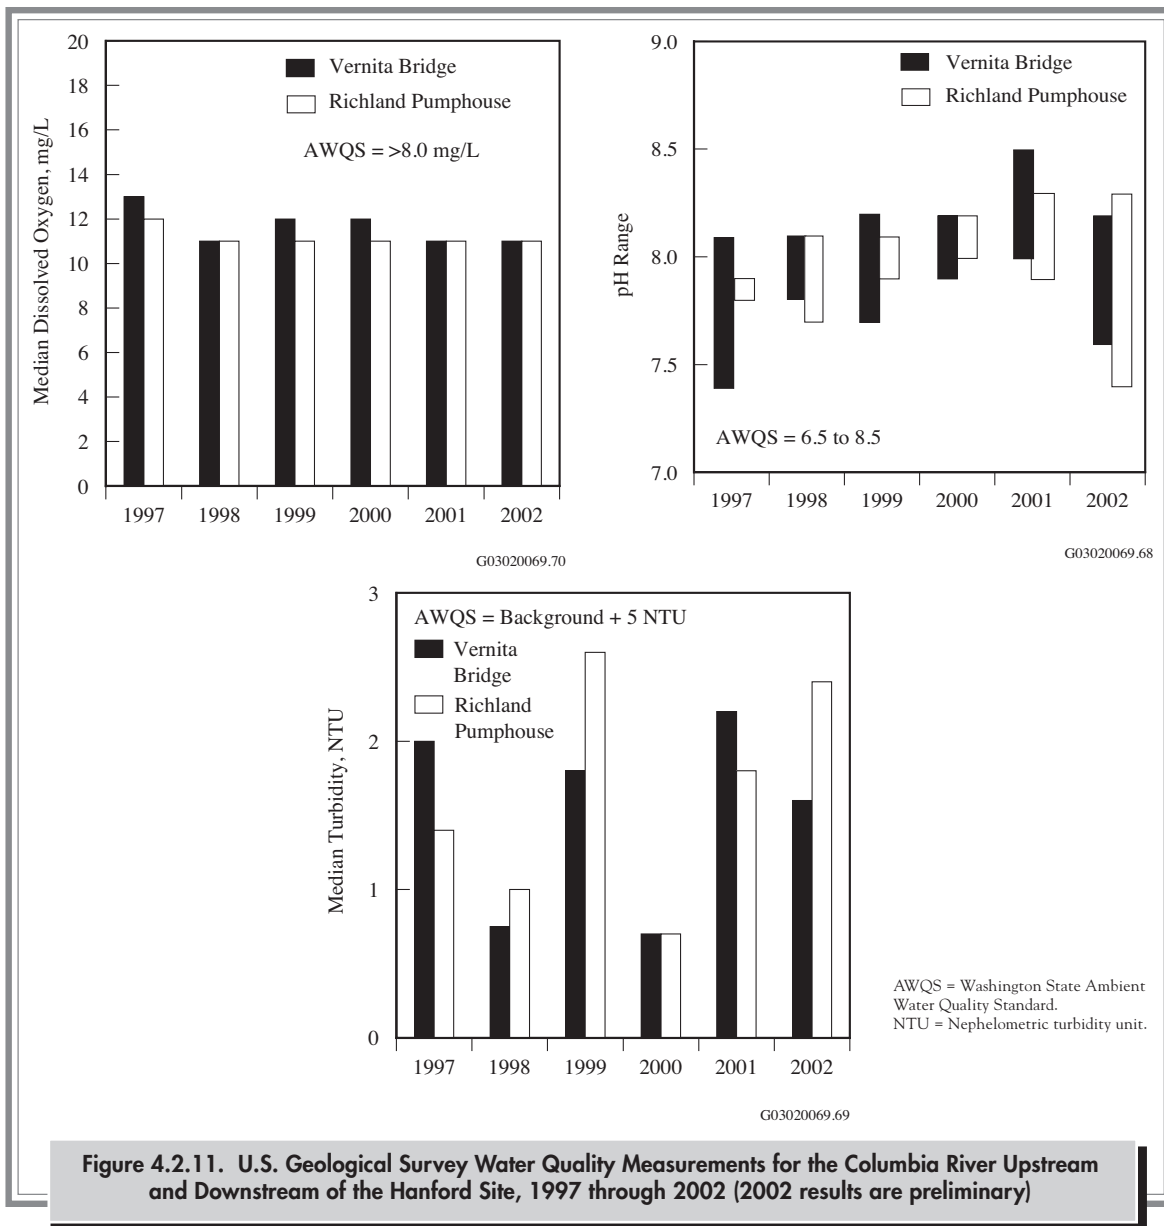 20
18
16
14
12
10
8
6
4
2
0
Median Dissolved Oxygen, mg/L
Vernita Bridge
Richland Pumphouse
AWQS = >8.0 mg/L
1997 1998 1999 2000 2001 2002
G03020069.70
9.0
8.5
8.0
7.5
7.0
pH Range
Vernita Bridge
Richland Pumphouse
AWQS = 6.5 to 8.5
1997 1998 1999 2000 2001 2002
G03020069.68
3
2
1
0
Median Turbidity, NTU
AWQS = Background + 5 NTU
Vernita
Bridge
Richland
Pumphouse
1997 1998 1999 2000 2001 2002
G03020069.69
AWQS = Washington State Ambient
Water Quality Standard.
NTU = Nephelometric turbidity unit.
Figure 4.2.11. U.S. Geological Survey Water Quality Measurements for the Columbia River Upstream
and Downstream of the Hanford Site, 1997 through 2002 (2002 results are preliminary)